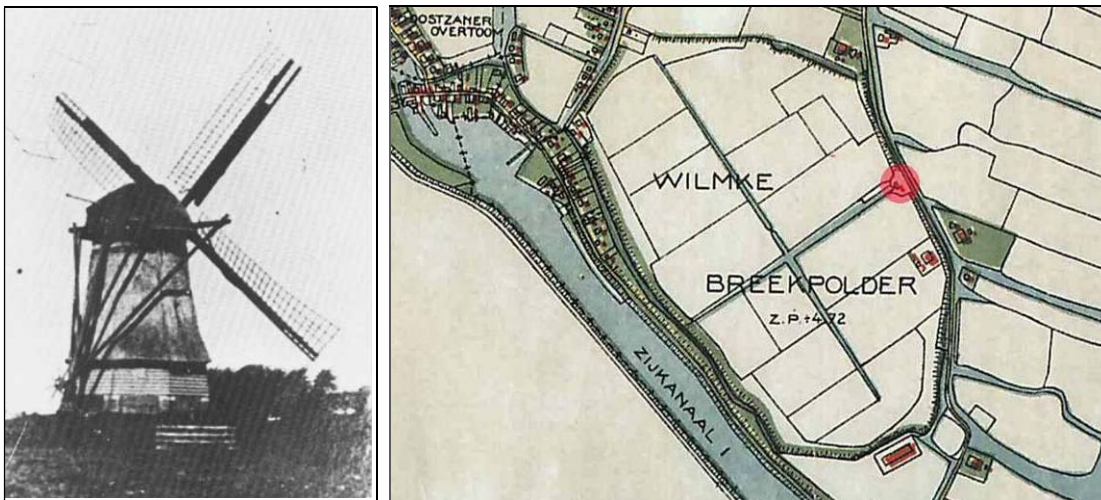 OOSTZANER
OVERTOOM
WILMKE
BREEKPOLDER
Z.P.÷4.72
ZIJKANAAL I